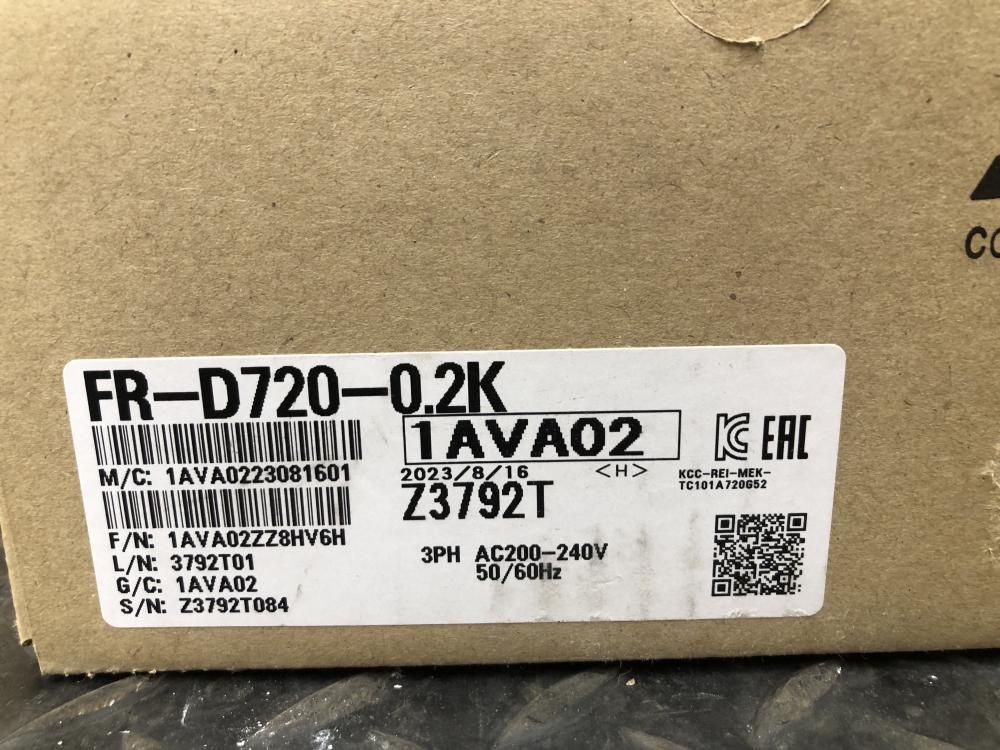 FR-D720-0.2K
1AVA02
M/C: 1AVA0223081601
2023/8/16 <H>
Z3792T
KCC-REI-MEK-
TC101A720G52
EAC
F/N: 1AVA02ZZ8HV6H
L/N: 3792T01
G/C: 1AVA02
S/N: Z3792T084
3PH AC200-240V
50/60Hz